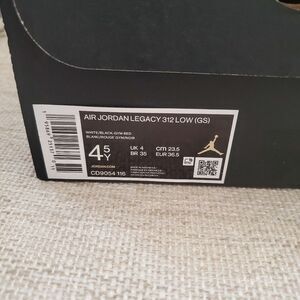 AIR JORDAN LEGACY 312 LOW (GS)
WHITE/BLACK-GYM RED
BLANC/ROUGE GYM/NOIR
4.5Y
UK 4
cm 23.5
BR 35
EUR 36.5
JORDAN.COM
CD9054 116